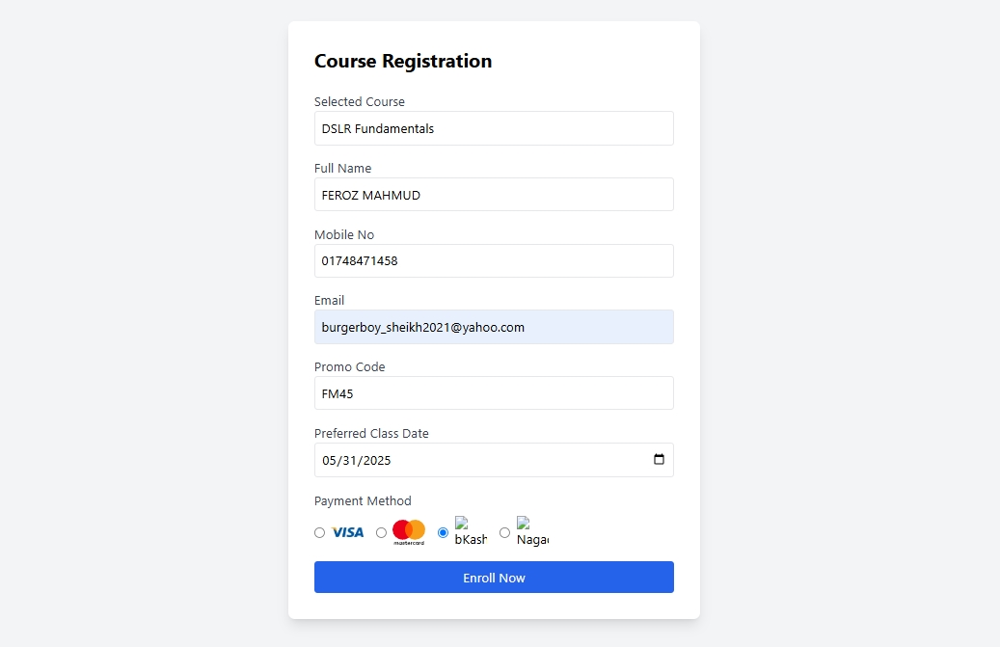 Course Registration
Selected Course
DSLR Fundamentals
Full Name
FEROZ MAHMUD
Mobile No
01748471458
Email
burgerboy_sheikh2021@yahoo.com
Promo Code
FM45
Preferred Class Date
05/31/2025
Payment Method
VISA mastercard bKash Nagad
Enroll Now